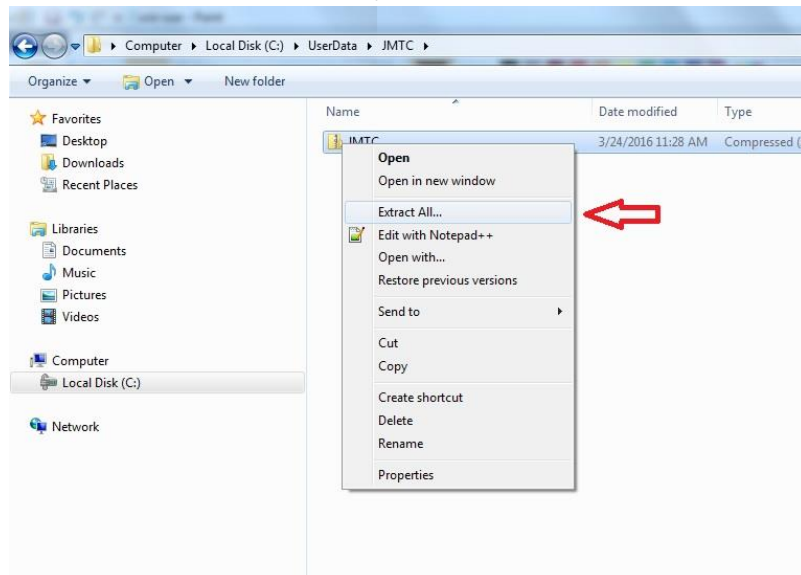 Computer ▸ Local Disk (C:) ▸ UserData ▸ JMTC ▸
Organize ▾ Open ▾ New folder
Favorites
Desktop
Downloads
Recent Places
Libraries
Documents
Music
Pictures
Videos
Computer
Local Disk (C:)
Network
Name Date modified Type
JMTC 3/24/2016 11:28 AM Compressed (
Open
Open in new window
Extract All...
Edit with Notepad++
Open with...
Restore previous versions
Send to
Cut
Copy
Create shortcut
Delete
Rename
Properties